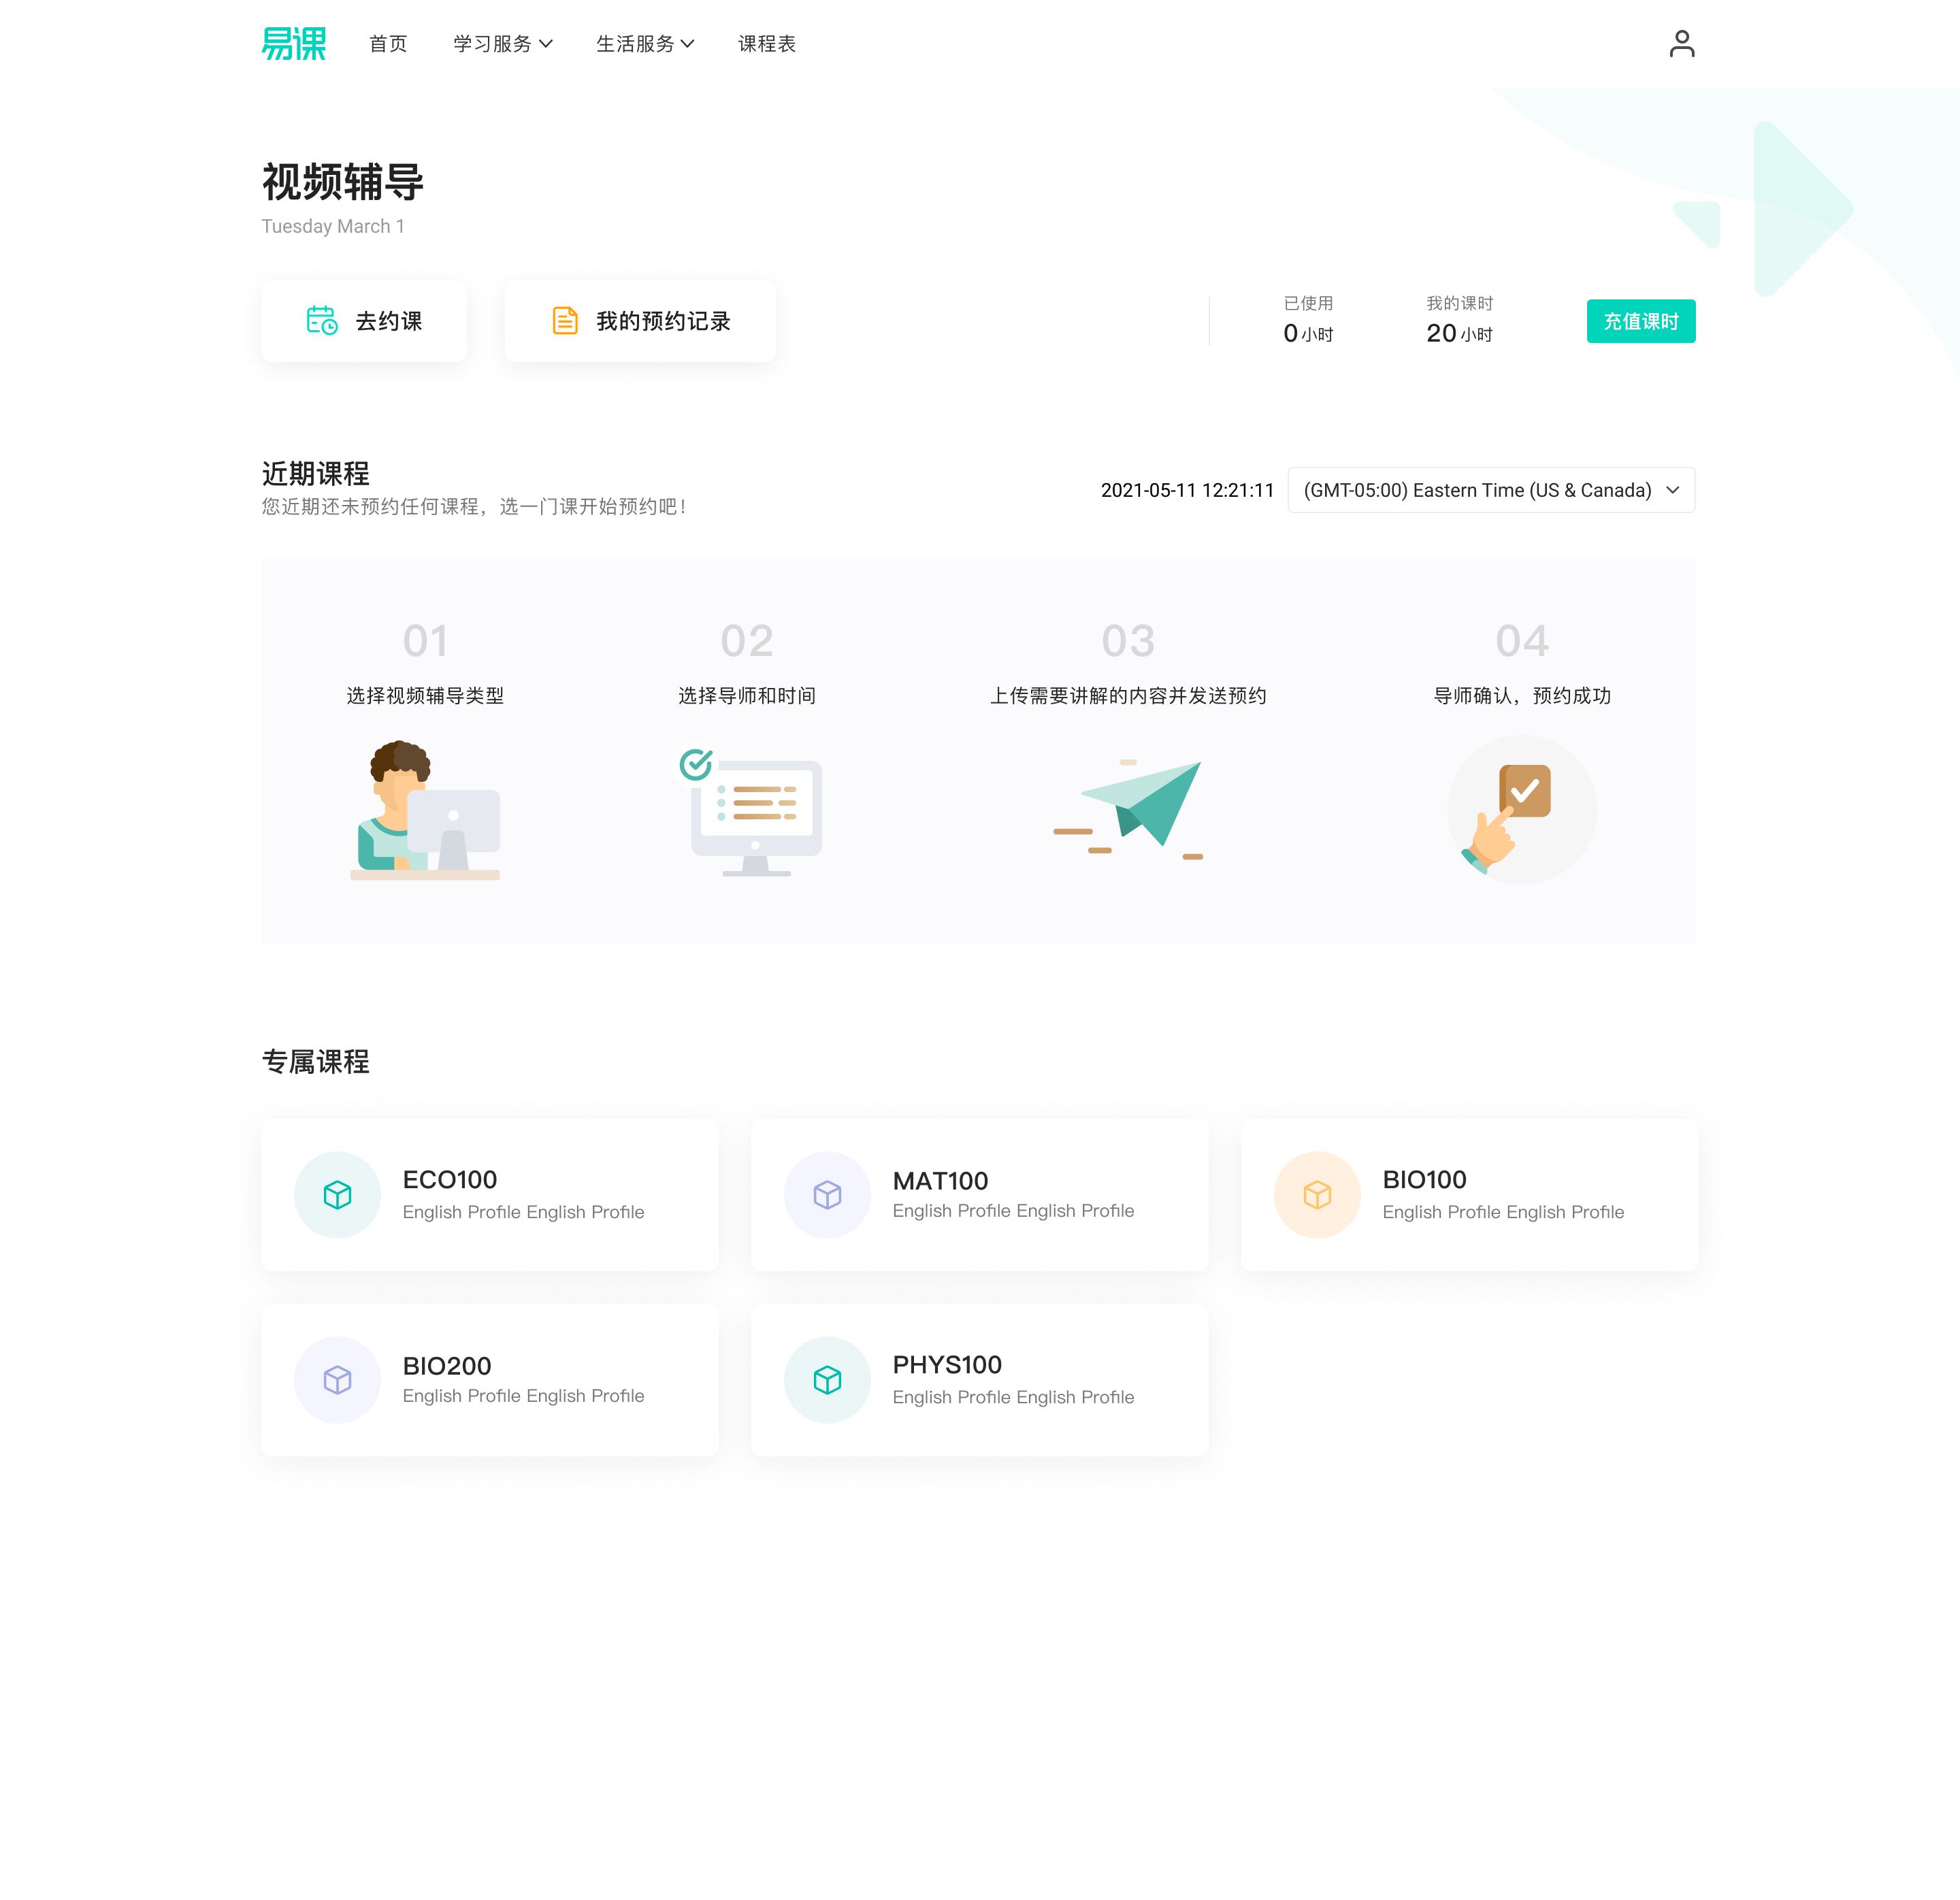 易课
首页 学习服务 生活服务 课程表
视频辅导
Tuesday March 1
去约课 我的预约记录
已使用 我的课时
0 小时 20 小时
充值课时
近期课程
您近期还未预约任何课程，选一门课开始预约吧！
2021-05-11 12:21:11 (GMT-05:00) Eastern Time (US & Canada)
01 02 03 04
选择视频辅导类型 选择导师和时间 上传需要讲解的内容并发送预约 导师确认，预约成功
专属课程
ECO100
English Profile English Profile
MAT100
English Profile English Profile
BIO100
English Profile English Profile
BIO200
English Profile English Profile
PHYS100
English Profile English Profile